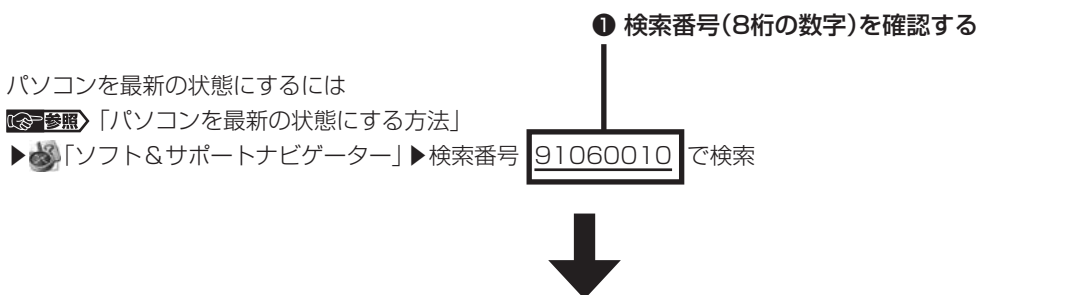 ❶ 検索番号(8桁の数字)を確認する
パソコンを最新の状態にするには
参照 「パソコンを最新の状態にする方法」
▶「ソフト&サポートナビゲーター」▶検索番号 91060010 で検索